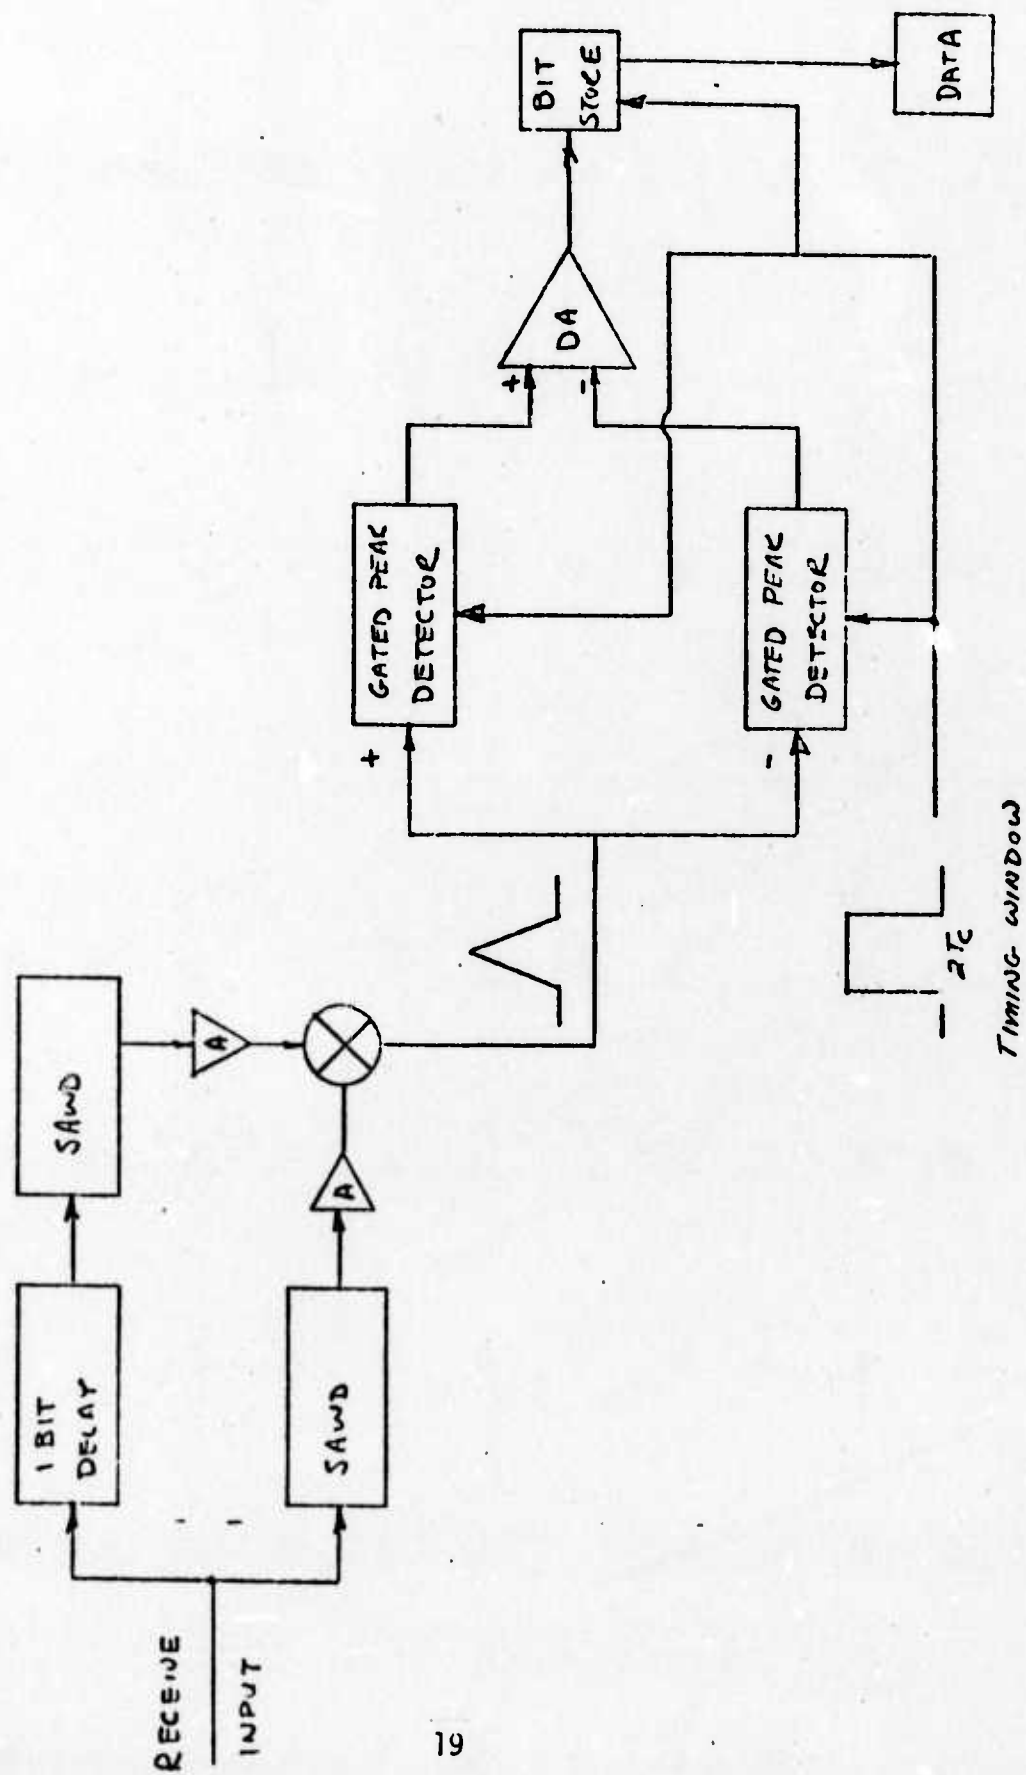 RECEIVE
INPUT
1 BIT
DELAY
SAWD
SAWD
A
A
+
-
GATED PEAK
DETECTOR
GATED PEAK
DETECTOR
+
-
DA
BIT
STORE
DATA
2Tc
TIMING WINDOW
19